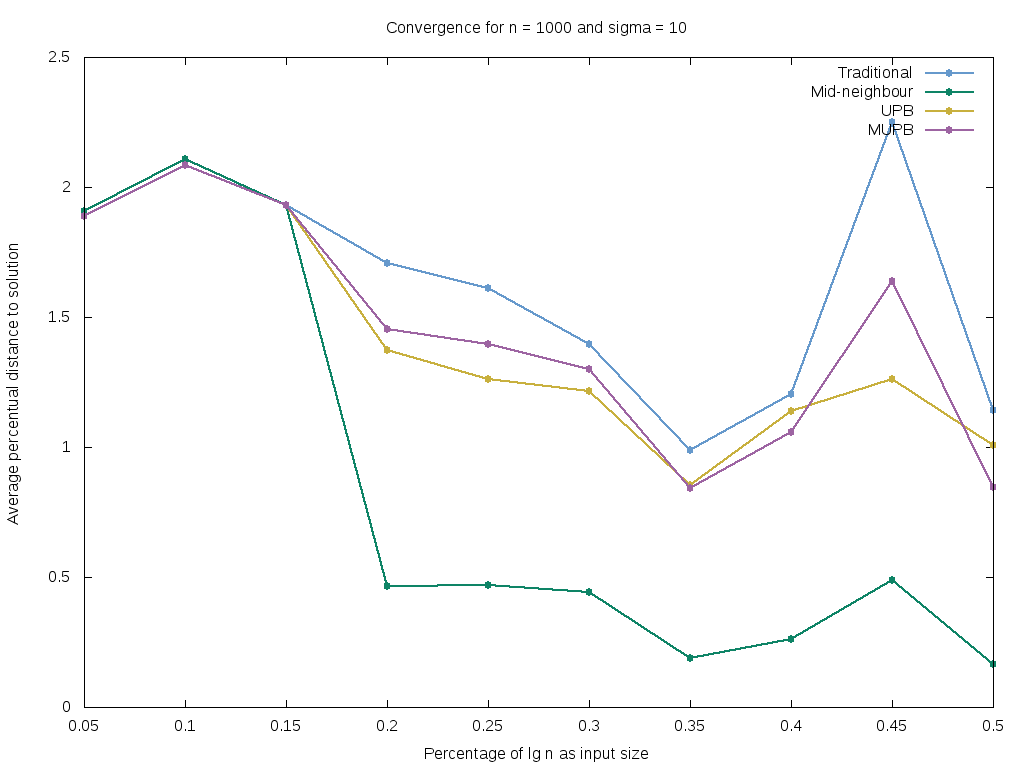 Convergence for n = 1000 and sigma = 10
2.5
2
1.5
1
0.5
0
Average percentual distance to solution
Traditional
Mid-neighbour
UPB
MUPB
0.05 0.1 0.15 0.2 0.25 0.3 0.35 0.4 0.45 0.5
Percentage of lg n as input size